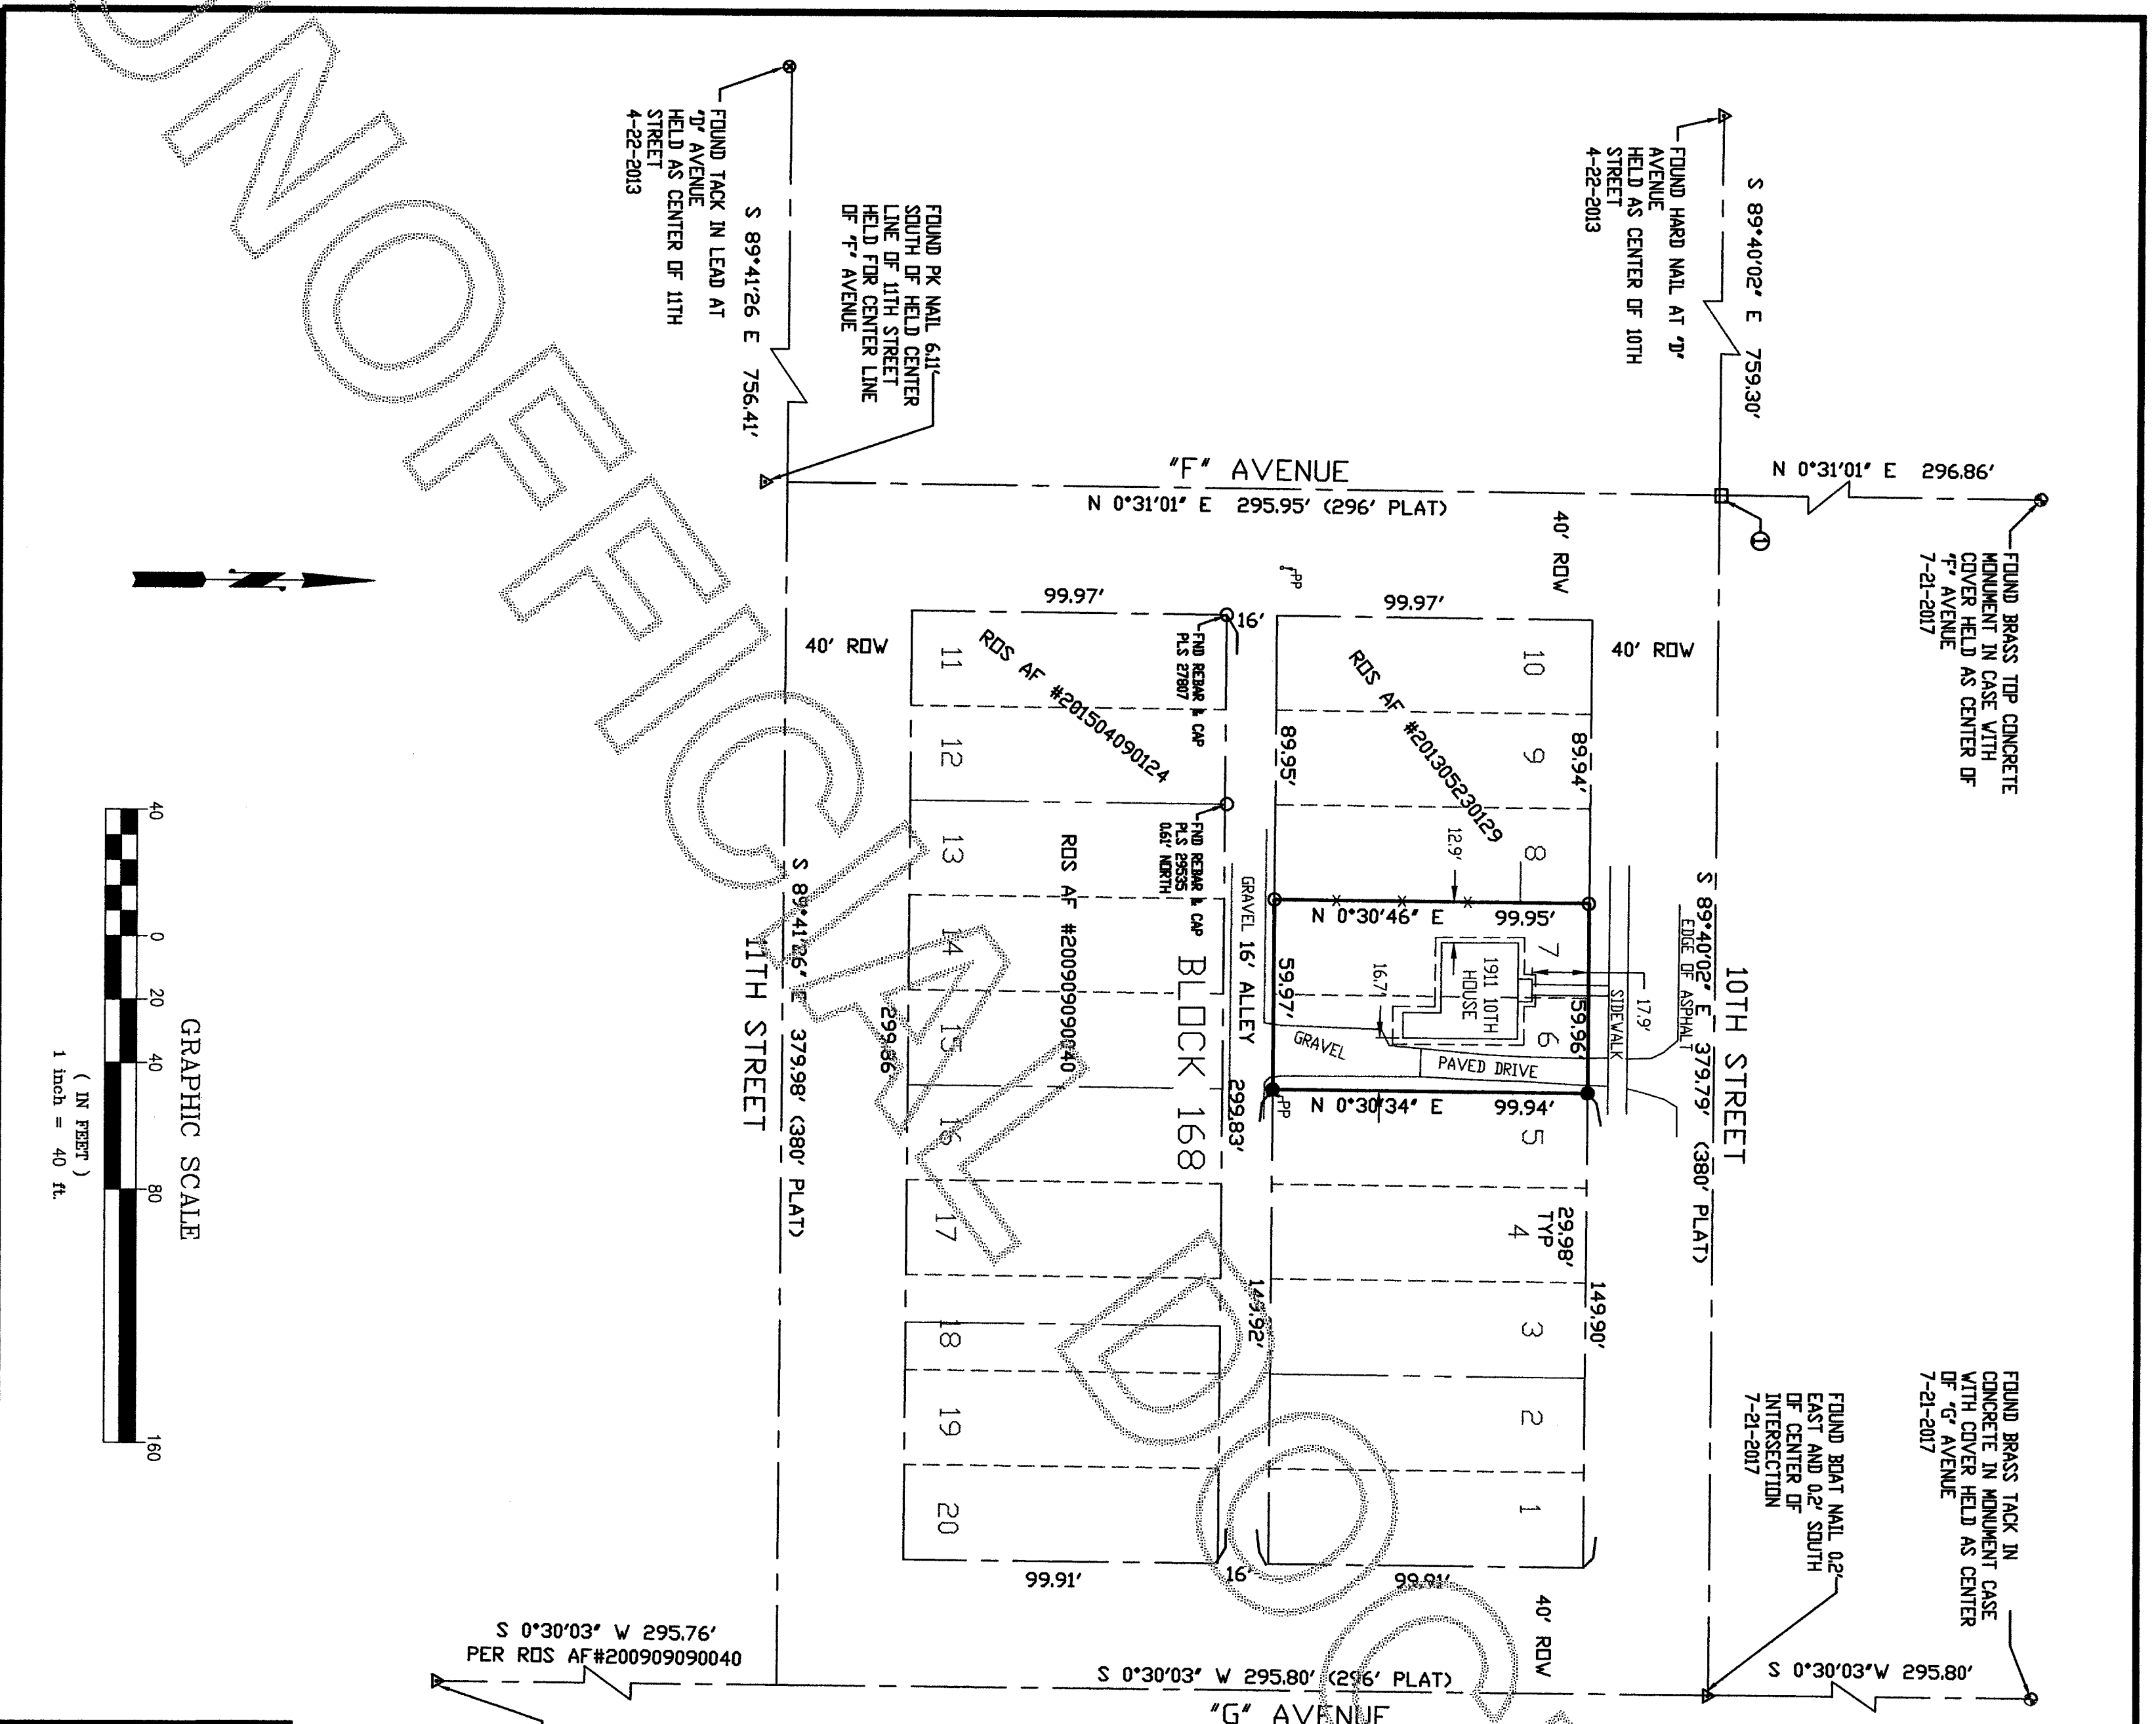 FOUND BRASS TOP CONCRETE
MONUMENT IN CASE WITH
COVER HELD AS CENTER OF
"F" AVENUE
7-21-2017
FOUND BRASS TACK IN
CONCRETE IN MONUMENT CASE
WITH COVER HELD AS CENTER
OF "G" AVENUE
7-21-2017
N 0°31'01" E 296.86'
S 0°30'03"W 295.80'
FOUND BOAT NAIL 0.2'
EAST AND 0.2' SOUTH
OF CENTER OF
INTERSECTION
7-21-2017
S 89°40'02" E 759.30'
1
10TH STREET
S 89°40'02" E 379.79' (380' PLAT)
EDGE OF ASPHALT
FOUND HARD NAIL AT "D"
AVENUE
HELD AS CENTER OF 10TH
STREET
4-22-2013
40' ROW
40' ROW
17.9'
SIDEWALK
89.94'
59.96'
149.90'
29.98'
TYP
40' ROW
10
9
8
7
6
5
4
3
2
1
ROS AF #201305230129
12.9'
1911 10TH
HOUSE
16.7'
PAVED DRIVE
GRAVEL
99.97'
N 0°30'46" E 99.95'
N 0°30'34" E 99.94'
99.91'
"F" AVENUE
N 0°31'01" E 295.95' (296' PLAT)
PP
PP
89.95'
59.97'
149.92'
16'
GRAVEL
16' ALLEY
299.83'
16'
FND REBAR & CAP
PLS 27807
FND REBAR & CAP
PLS 29535
0.61' NORTH
BLOCK 168
99.97'
ROS AF #201504090124
ROS AF #200909090040
99.91'
11
12
13
14
15
16
17
18
19
20
299.86'
40' ROW
S 89°41'26" E 379.98' (380' PLAT)
11TH STREET
FOUND PK NAIL 6.11'
SOUTH OF HELD CENTER
LINE OF 11TH STREET
HELD FOR CENTER LINE
OF "F" AVENUE
S 89°41'26 E 756.41'
FOUND TACK IN LEAD AT
"D" AVENUE
HELD AS CENTER OF 11TH
STREET
4-22-2013
S 0°30'03" W 295.76'
PER ROS AF#200909090040
S 0°30'03" W 295.80' (296' PLAT)
"G" AVENUE
GRAPHIC SCALE
40 0 20 40 80 160
( IN FEET )
1 inch = 40 ft.
UNOFFICIAL DOC